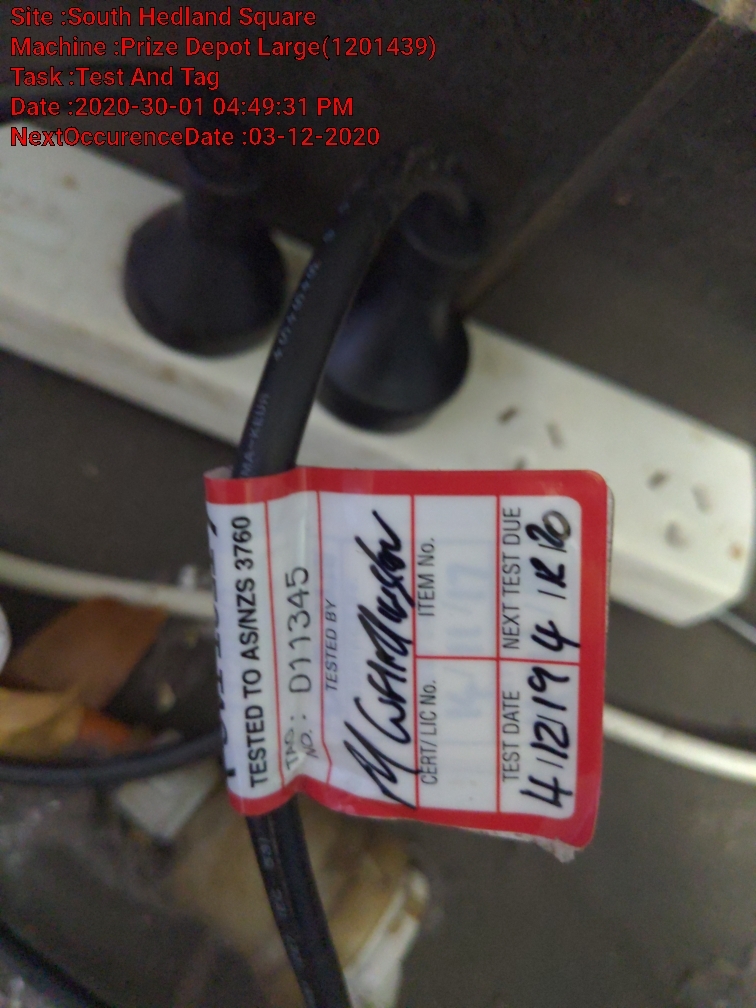 Site :South Hedland Square
Machine :Prize Depot Large(1201439)
Task :Test And Tag
Date :2020-30-01 04:49:31 PM
NextOccurenceDate :03-12-2020
TESTED TO AS/NZS 3760
TAG NO.: D11345
TESTED BY
CERT/ LIC No.
ITEM No.
TEST DATE
4/12/19
NEXT TEST DUE
4